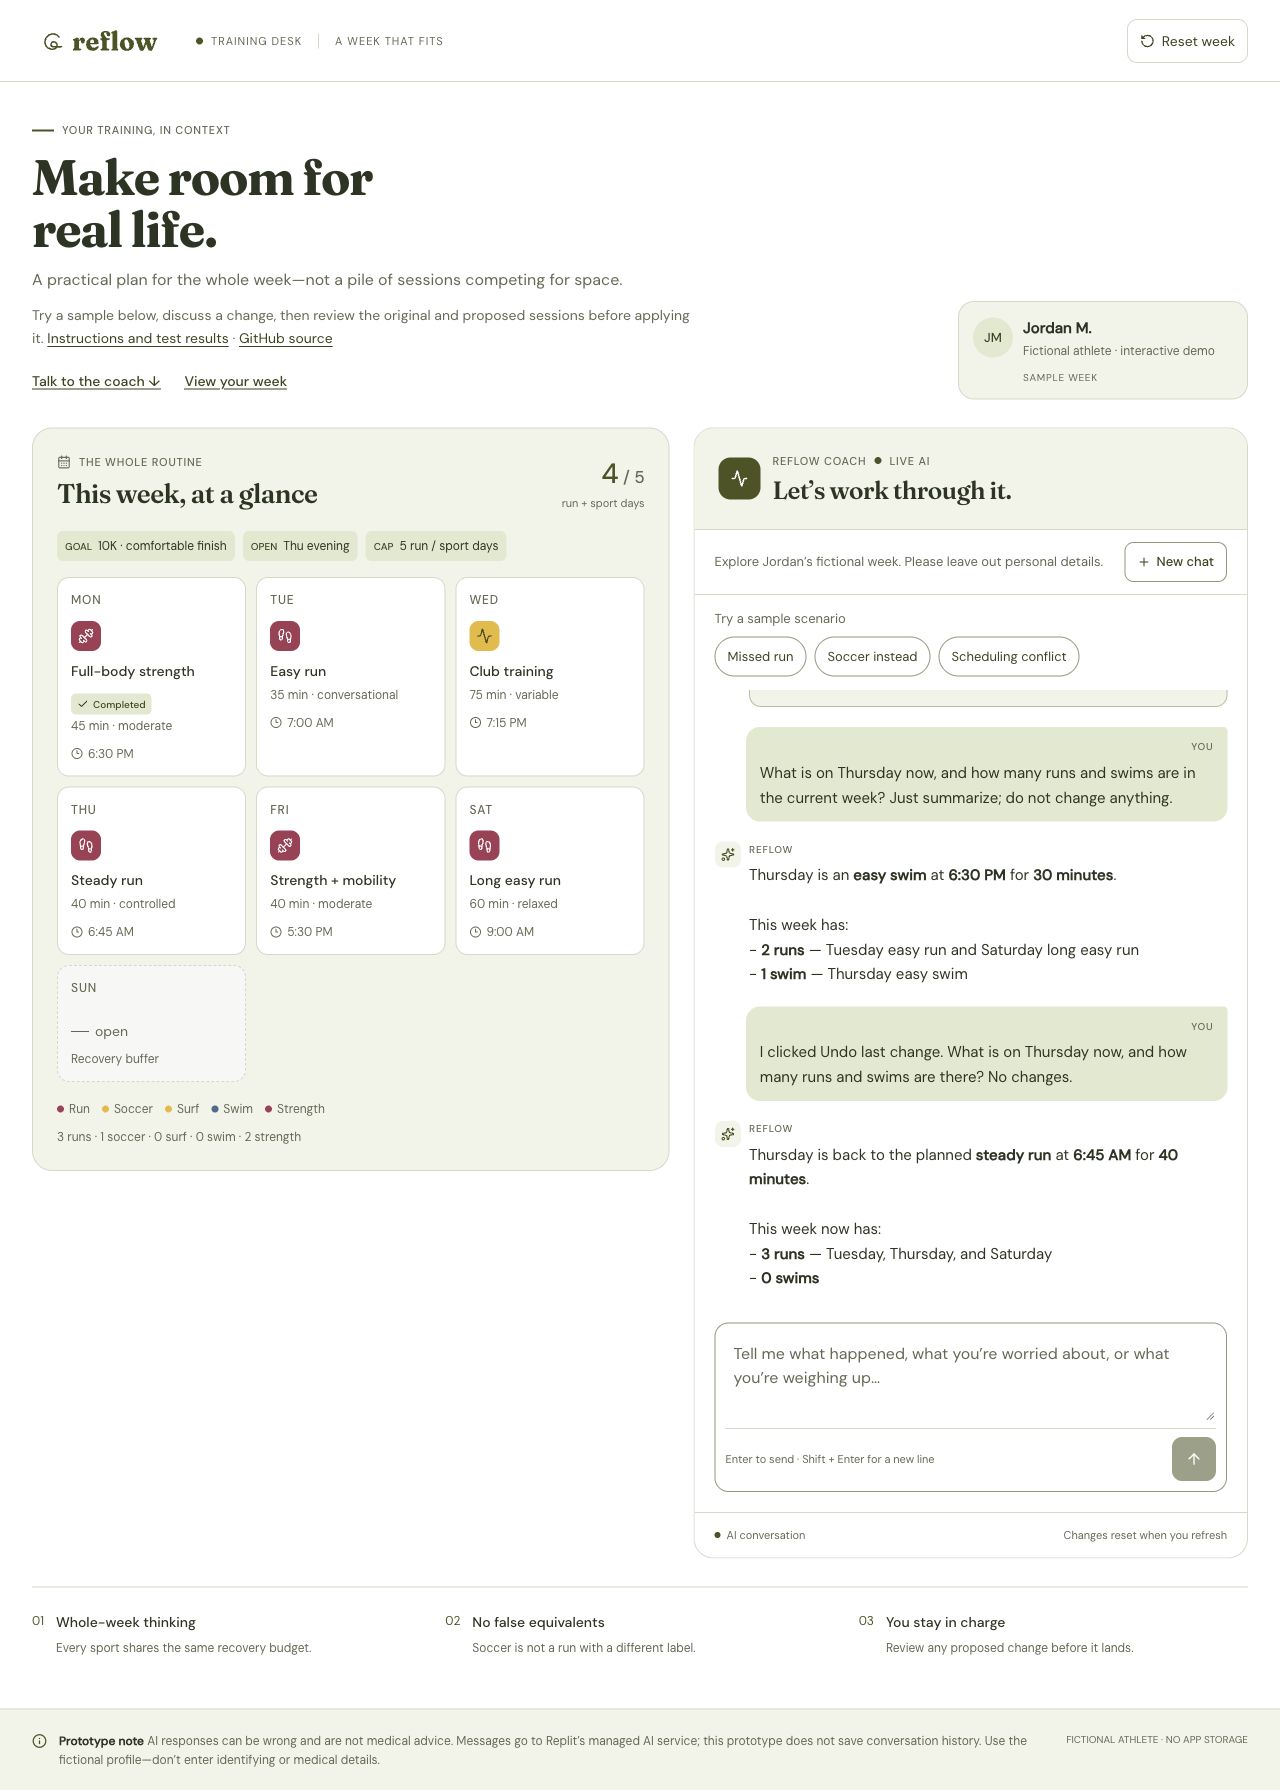 reflow
TRAINING DESK
A WEEK THAT FITS
Reset week
YOUR TRAINING, IN CONTEXT
Make room for
real life.
A practical plan for the whole week—not a pile of sessions competing for space.
Try a sample below, discuss a change, then review the original and proposed sessions before applying
it. Instructions and test results · GitHub source
Talk to the coach ↓ View your week
JM
Jordan M.
Fictional athlete · interactive demo
SAMPLE WEEK
THE WHOLE ROUTINE
This week, at a glance
4 / 5
run + sport days
GOAL 10K · comfortable finish
OPEN Thu evening
CAP 5 run / sport days
MON
Full-body strength
Completed
45 min · moderate
6:30 PM
TUE
Easy run
35 min · conversational
7:00 AM
WED
Club training
75 min · variable
7:15 PM
THU
Steady run
40 min · controlled
6:45 AM
FRI
Strength + mobility
40 min · moderate
5:30 PM
SAT
Long easy run
60 min · relaxed
9:00 AM
SUN
— open
Recovery buffer
Run Soccer Surf Swim Strength
3 runs · 1 soccer · 0 surf · 0 swim · 2 strength
REFLOW COACH LIVE AI
Let’s work through it.
Explore Jordan’s fictional week. Please leave out personal details.
New chat
Try a sample scenario
Missed run
Soccer instead
Scheduling conflict
YOU
What is on Thursday now, and how many runs and swims are in
the current week? Just summarize; do not change anything.
REFLOW
Thursday is an easy swim at 6:30 PM for 30 minutes.
This week has:
- 2 runs — Tuesday easy run and Saturday long easy run
- 1 swim — Thursday easy swim
YOU
I clicked Undo last change. What is on Thursday now, and how
many runs and swims are there? No changes.
REFLOW
Thursday is back to the planned steady run at 6:45 AM for 40
minutes.
This week now has:
- 3 runs — Tuesday, Thursday, and Saturday
- 0 swims
Tell me what happened, what you’re worried about, or what
you’re weighing up…
Enter to send · Shift + Enter for a new line
AI conversation
Changes reset when you refresh
01 Whole-week thinking
Every sport shares the same recovery budget.
02 No false equivalents
Soccer is not a run with a different label.
03 You stay in charge
Review any proposed change before it lands.
Prototype note AI responses can be wrong and are not medical advice. Messages go to Replit’s managed AI service; this prototype does not save conversation history. Use the
fictional profile—don’t enter identifying or medical details.
FICTIONAL ATHLETE · NO APP STORAGE